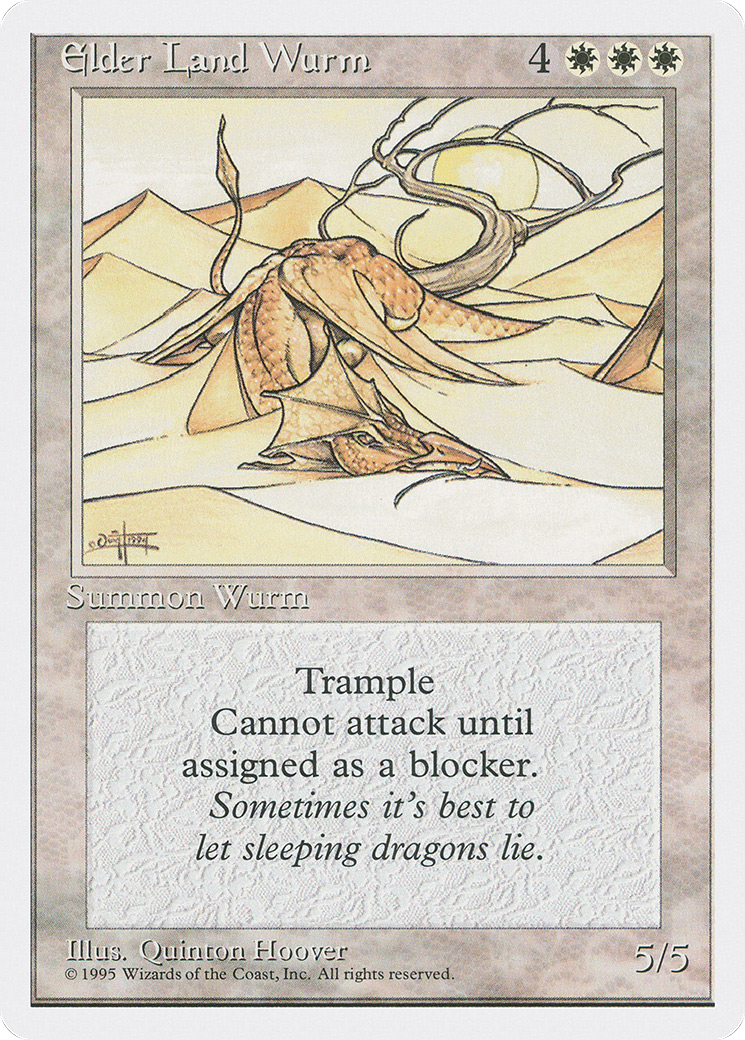 Elder Land Wurm 4
Summon Wurm
Trample
Cannot attack until
assigned as a blocker.
Sometimes it's best to
let sleeping dragons lie.
Illus. Quinton Hoover
5/5
© 1995 Wizards of the Coast, Inc. All rights reserved.